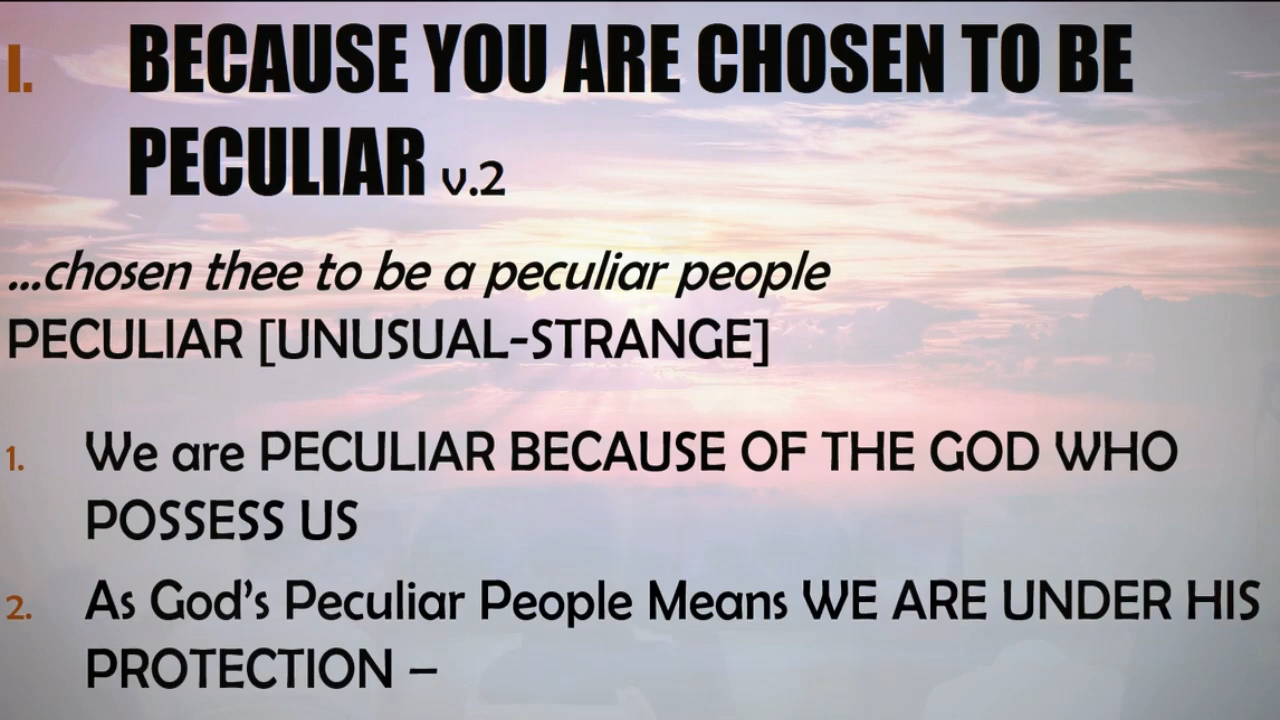 I. BECAUSE YOU ARE CHOSEN TO BE
PECULIAR v.2
...chosen thee to be a peculiar people
PECULIAR [UNUSUAL-STRANGE]
1. We are PECULIAR BECAUSE OF THE GOD WHO
POSSESS US
2. As God's Peculiar People Means WE ARE UNDER HIS
PROTECTION –